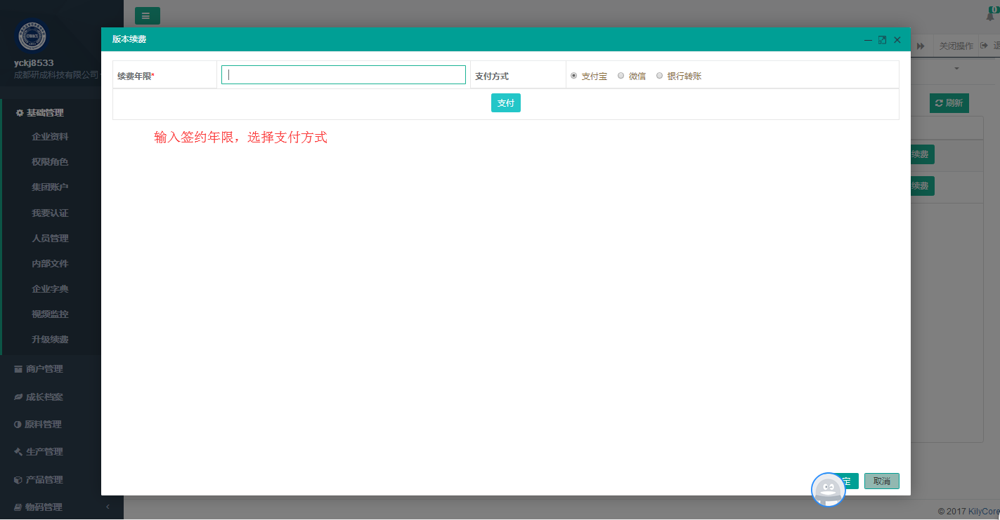 0
yckj8533
成都研成科技有限公司
版本续费
关闭操作
续费年限*
支付方式
支付宝
微信
银行转账
支付
刷新
输入签约年限，选择支付方式
续费
续费
基础管理
企业资料
权限角色
集团账户
我要认证
人员管理
内部文件
企业字典
视频监控
升级续费
商户管理
成长档案
原料管理
生产管理
产品管理
物码管理
定
取消
© 2017 KilyCore